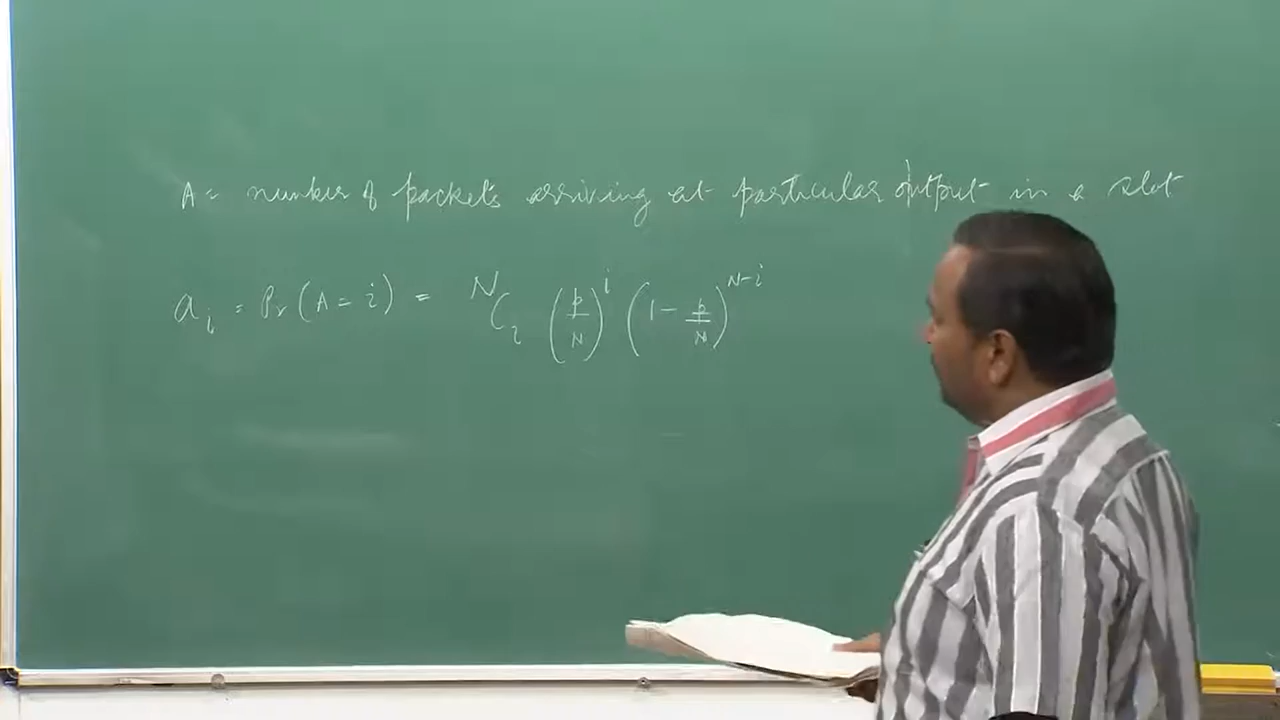 A = number of packets arriving at particular output in a slot
a_i = Pr(A = i) = ^N C_i (p/N)^i (1 - p/N)^{N-i}